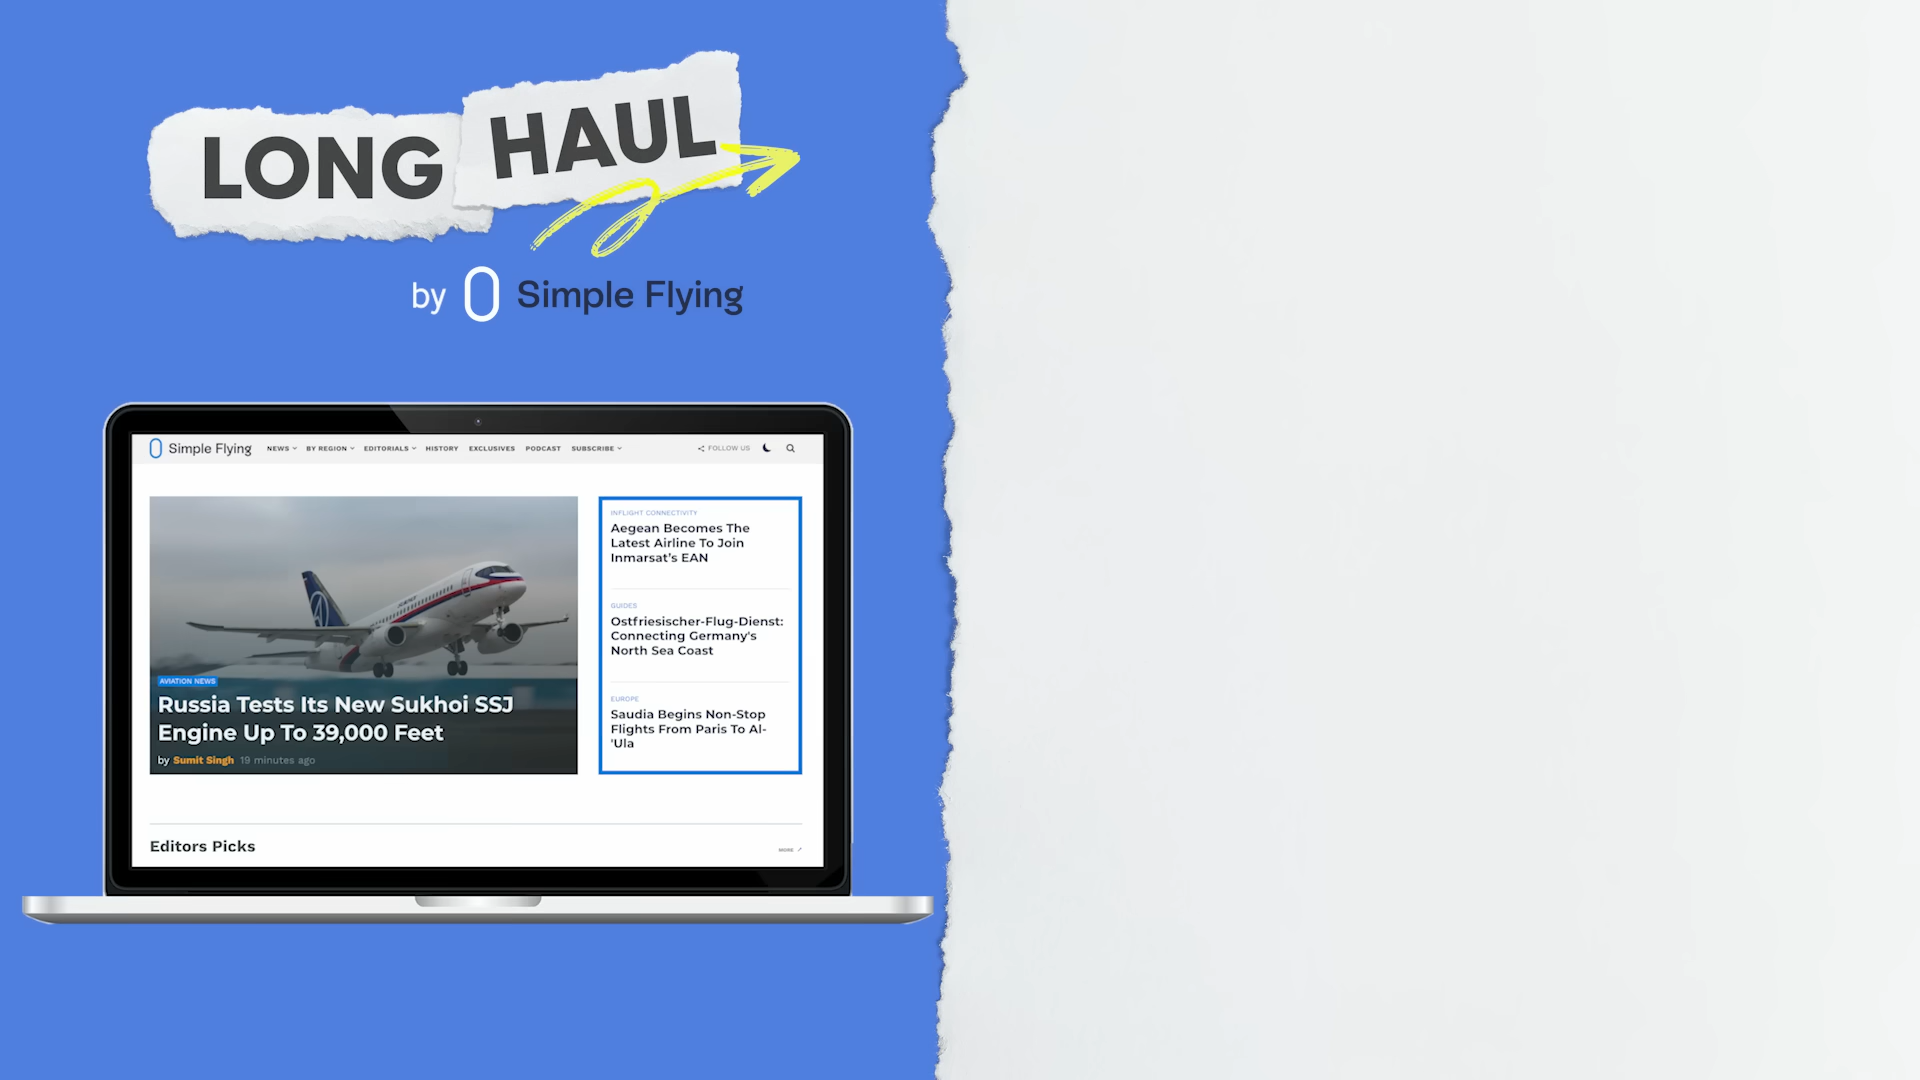 LONG HAUL
by Simple Flying
Simple Flying NEWS BY REGION EDITORIALS HISTORY EXCLUSIVES PODCAST SUBSCRIBE FOLLOW US
AVIATION NEWS
Russia Tests Its New Sukhoi SSJ
Engine Up To 39,000 Feet
by Sumit Singh 19 minutes ago
INFLIGHT CONNECTIVITY
Aegean Becomes The
Latest Airline To Join
Inmarsat's EAN
GUIDES
Ostfriesischer-Flug-Dienst:
Connecting Germany's
North Sea Coast
EUROPE
Saudia Begins Non-Stop
Flights From Paris To Al-
'Ula
Editors Picks
MORE